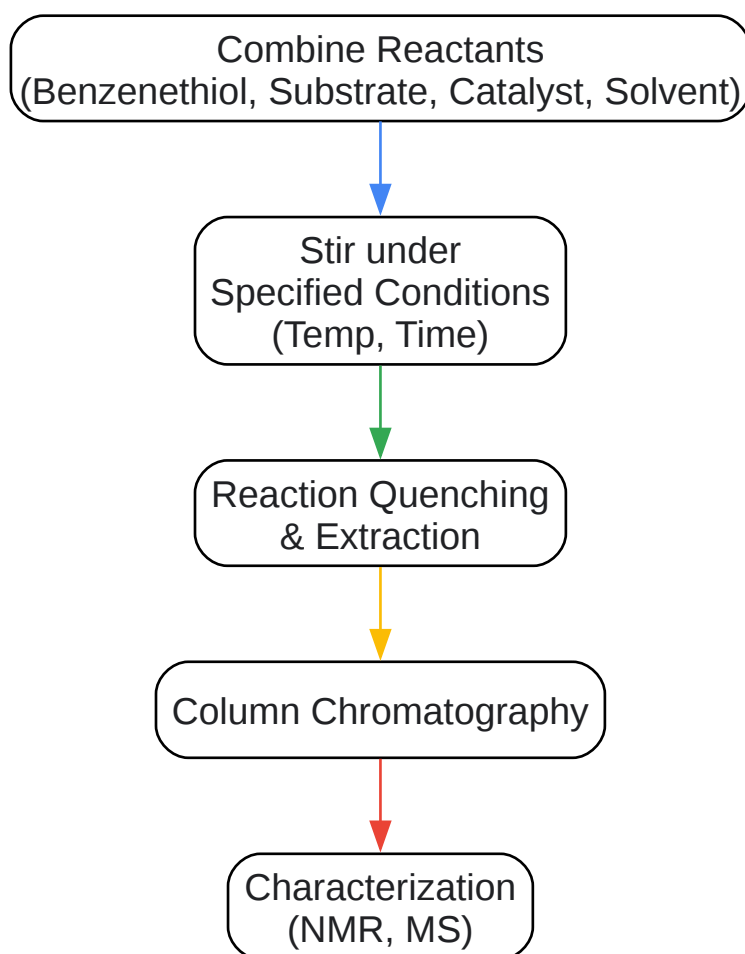 Combine Reactants
(Benzenethiol, Substrate, Catalyst, Solvent)
Stir under
Specified Conditions
(Temp, Time)
Reaction Quenching
& Extraction
Column Chromatography
Characterization
(NMR, MS)